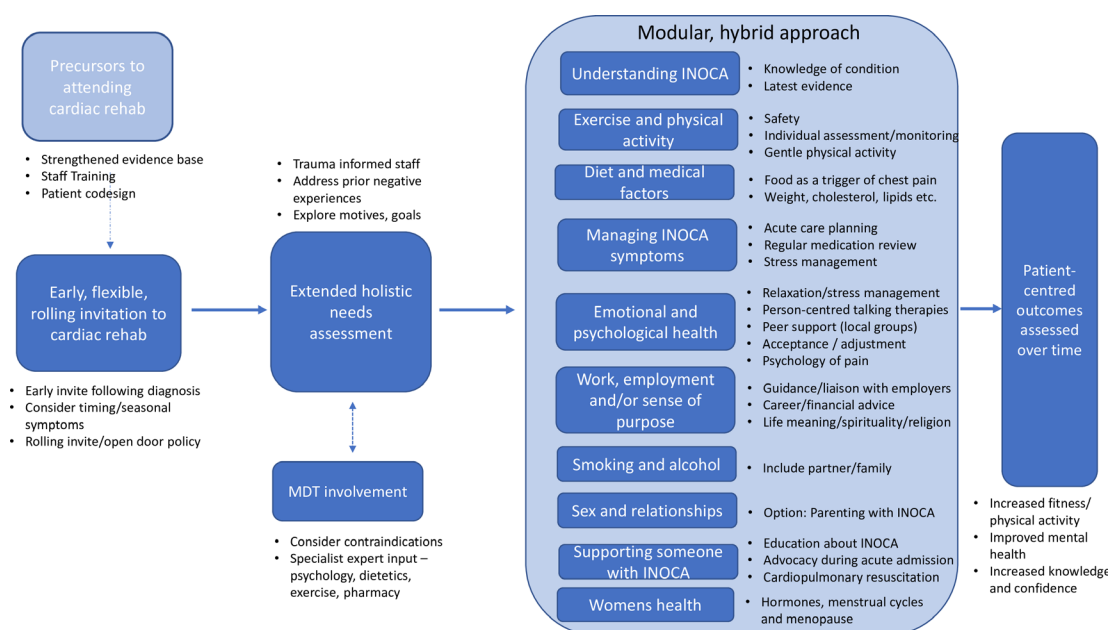 Precursors to
attending
cardiac rehab
• Strengthened evidence base
• Staff Training
• Patient codesign
Early, flexible,
rolling invitation to
cardiac rehab
• Early invite following diagnosis
• Consider timing/seasonal
symptoms
• Rolling invite/open door policy
• Trauma informed staff
• Address prior negative
experiences
• Explore motives, goals
Extended holistic
needs
assessment
MDT involvement
• Consider contraindications
• Specialist expert input –
psychology, dietetics,
exercise, pharmacy
Modular, hybrid approach
Understanding INOCA
• Knowledge of condition
• Latest evidence
Exercise and physical
activity
• Safety
• Individual assessment/monitoring
• Gentle physical activity
Diet and medical
factors
• Food as a trigger of chest pain
• Weight, cholesterol, lipids etc.
Managing INOCA
symptoms
• Acute care planning
• Regular medication review
• Stress management
Emotional and
psychological health
• Relaxation/stress management
• Person-centred talking therapies
• Peer support (local groups)
• Acceptance / adjustment
• Psychology of pain
Work, employment
and/or sense of
purpose
• Guidance/liaison with employers
• Career/financial advice
• Life meaning/spirituality/religion
Smoking and alcohol
• Include partner/family
Sex and relationships
• Option: Parenting with INOCA
Supporting someone
with INOCA
• Education about INOCA
• Advocacy during acute admission
• Cardiopulmonary resuscitation
Womens health
• Hormones, menstrual cycles
and menopause
Patient-
centred
outcomes
assessed
over time
• Increased fitness/
physical activity
• Improved mental
health
• Increased knowledge
and confidence